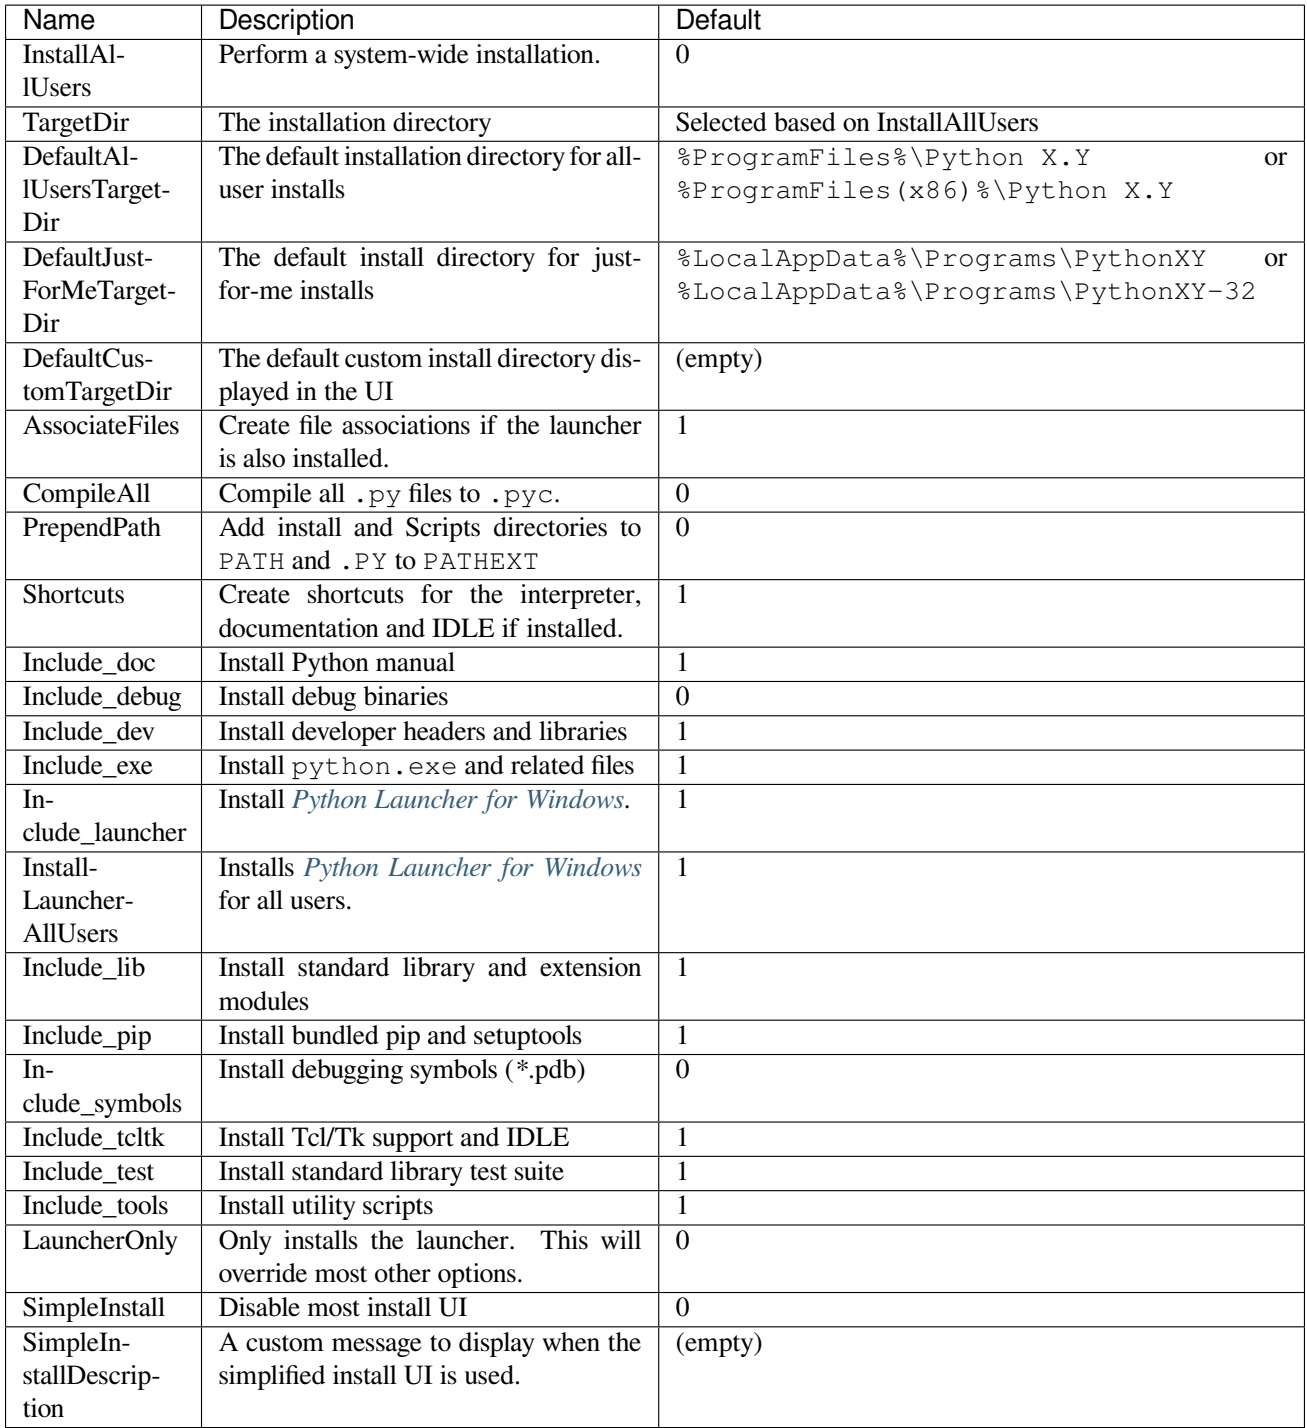 Name Description Default
InstallAl- Perform a system-wide installation. 0
lUsers
TargetDir The installation directory Selected based on InstallAllUsers
DefaultAl- The default installation directory for all- %ProgramFiles%\Python X.Y or
lUsersTarget- user installs %ProgramFiles(x86)%\Python X.Y
Dir
DefaultJust- The default install directory for just- %LocalAppData%\Programs\PythonXY or
ForMeTarget- for-me installs %LocalAppData%\Programs\PythonXY-32
Dir
DefaultCus- The default custom install directory dis- (empty)
tomTargetDir played in the UI
AssociateFiles Create file associations if the launcher 1
is also installed.
CompileAll Compile all .py files to .pyc. 0
PrependPath Add install and Scripts directories to 0
PATH and .PY to PATHEXT
Shortcuts Create shortcuts for the interpreter, 1
documentation and IDLE if installed.
Include_doc Install Python manual 1
Include_debug Install debug binaries 0
Include_dev Install developer headers and libraries 1
Include_exe Install python.exe and related files 1
In- Install Python Launcher for Windows. 1
clude_launcher
Install- Installs Python Launcher for Windows 1
Launcher- for all users.
AllUsers
Include_lib Install standard library and extension 1
modules
Include_pip Install bundled pip and setuptools 1
In- Install debugging symbols (*.pdb) 0
clude_symbols
Include_tcltk Install Tcl/Tk support and IDLE 1
Include_test Install standard library test suite 1
Include_tools Install utility scripts 1
LauncherOnly Only installs the launcher. This will 0
override most other options.
SimpleInstall Disable most install UI 0
SimpleIn- A custom message to display when the (empty)
stallDescrip- simplified install UI is used.
tion